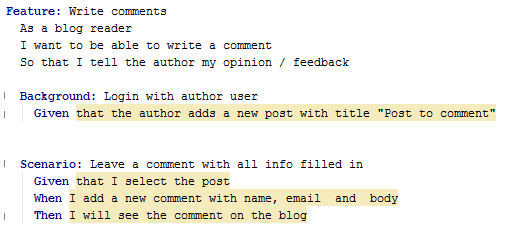 Feature: Write comments
As a blog reader
I want to be able to write a comment
So that I tell the author my opinion / feedback
Background: Login with author user
Given that the author adds a new post with title "Post to comment"
Scenario: Leave a comment with all info filled in
Given that I select the post
When I add a new comment with name, email  and  body
Then I will see the comment on the blog